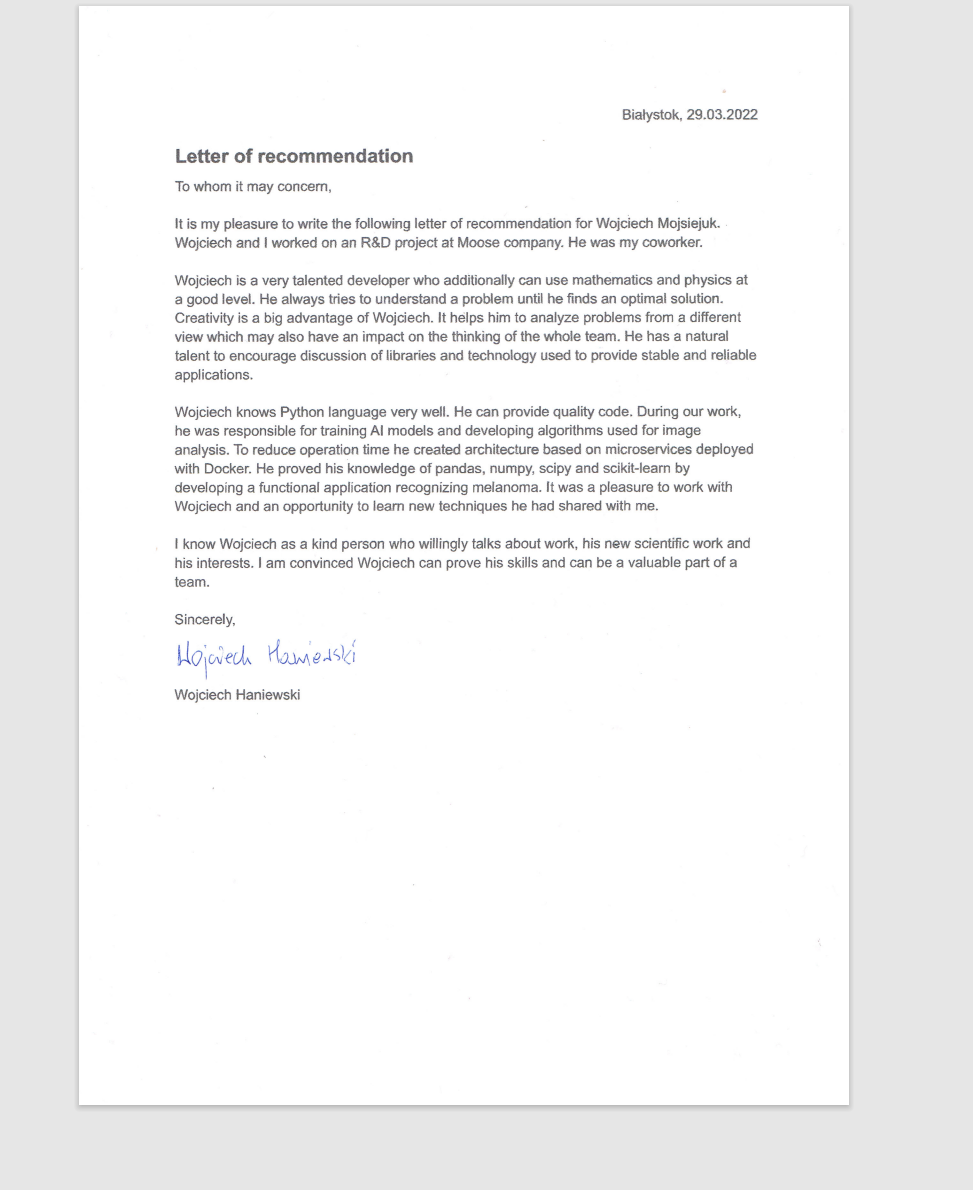 Białystok, 29.03.2022
Letter of recommendation
To whom it may concern,
It is my pleasure to write the following letter of recommendation for Wojciech Mojsiejuk.
Wojciech and I worked on an R&D project at Moose company. He was my coworker.
Wojciech is a very talented developer who additionally can use mathematics and physics at
a good level. He always tries to understand a problem until he finds an optimal solution.
Creativity is a big advantage of Wojciech. It helps him to analyze problems from a different
view which may also have an impact on the thinking of the whole team. He has a natural
talent to encourage discussion of libraries and technology used to provide stable and reliable
applications.
Wojciech knows Python language very well. He can provide quality code. During our work,
he was responsible for training AI models and developing algorithms used for image
analysis. To reduce operation time he created architecture based on microservices deployed
with Docker. He proved his knowledge of pandas, numpy, scipy and scikit-learn by
developing a functional application recognizing melanoma. It was a pleasure to work with
Wojciech and an opportunity to learn new techniques he had shared with me.
I know Wojciech as a kind person who willingly talks about work, his new scientific work and
his interests. I am convinced Wojciech can prove his skills and can be a valuable part of a
team.
Sincerely,
Wojciech Haniewski
Wojciech Haniewski